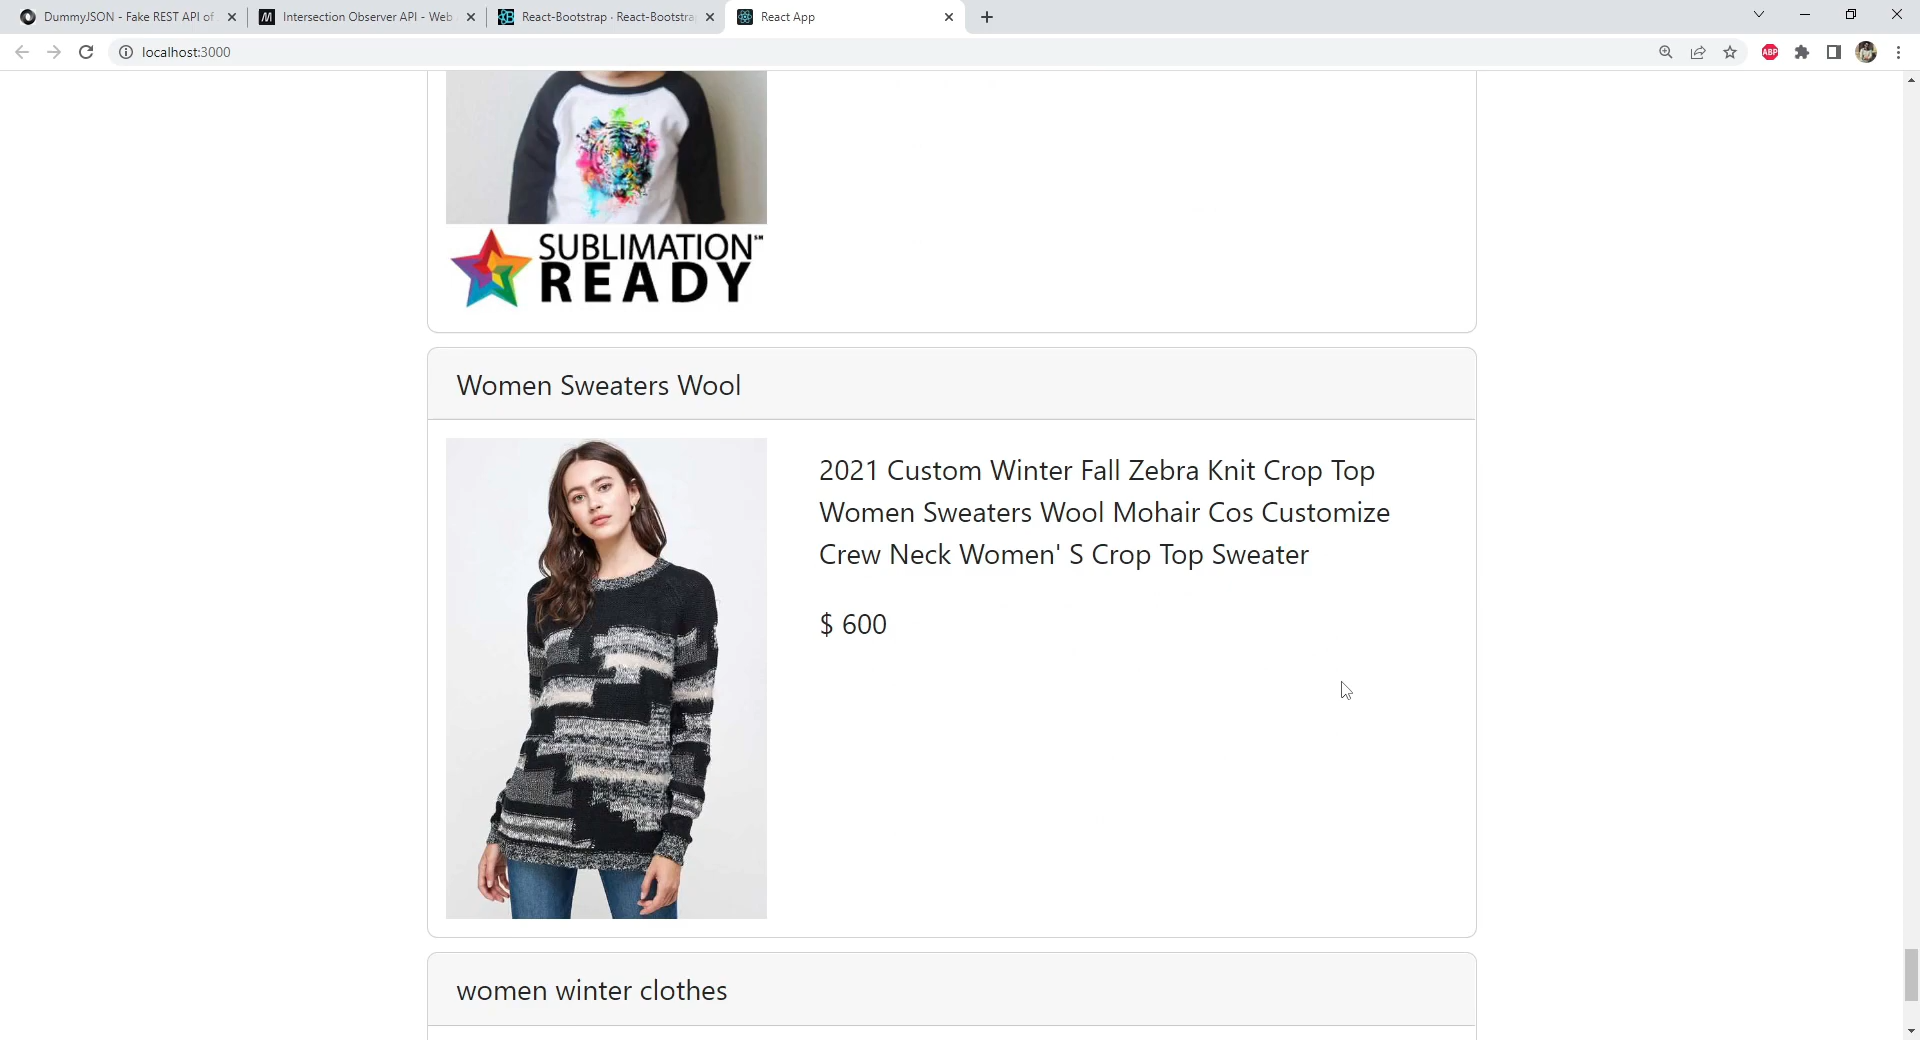 DummyJSON - Fake REST API of
Intersection Observer API - Web
React-Bootstrap · React-Bootstra
React App
localhost:3000
ABP
SUBLIMATION℠
READY
Women Sweaters Wool
2021 Custom Winter Fall Zebra Knit Crop Top
Women Sweaters Wool Mohair Cos Customize
Crew Neck Women' S Crop Top Sweater
$ 600
women winter clothes